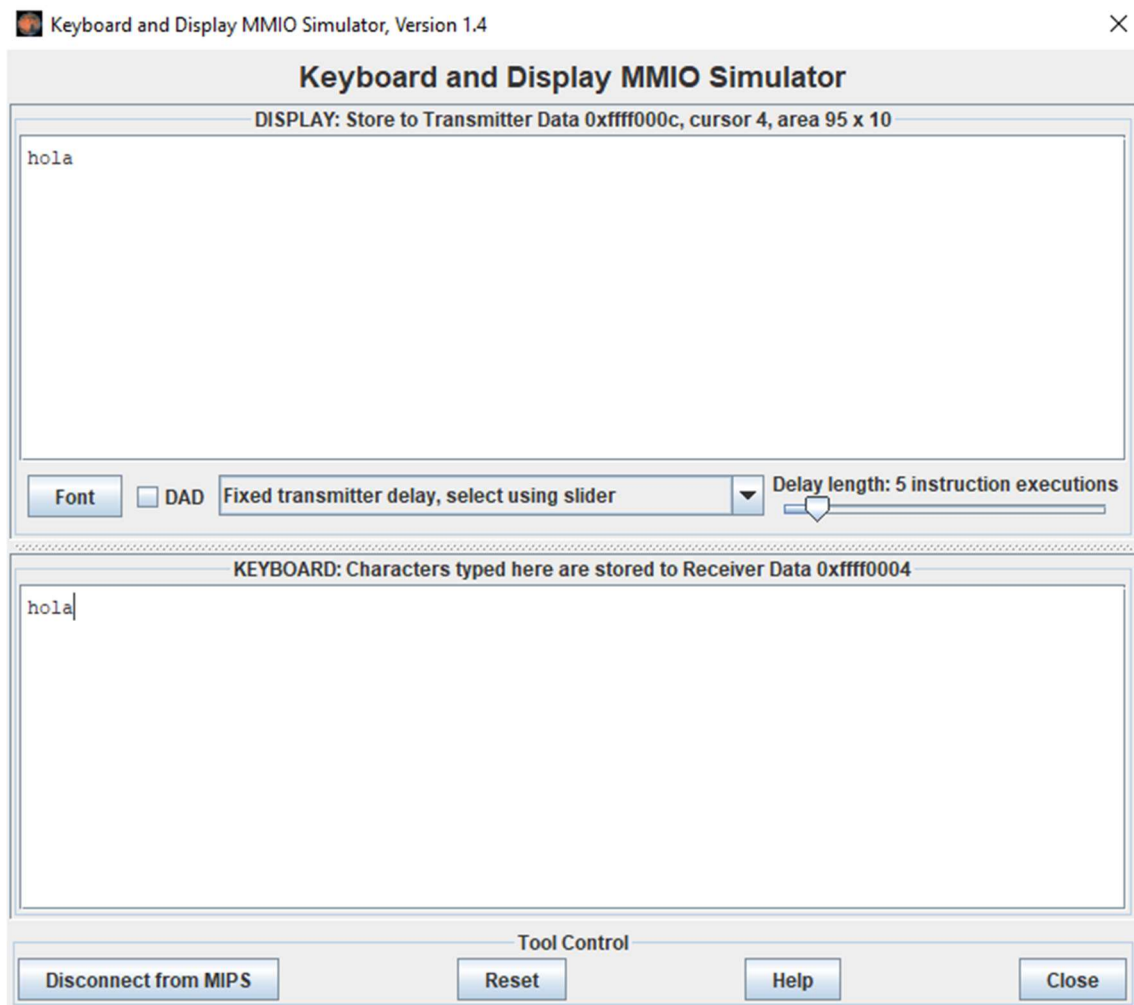 Keyboard and Display MMIO Simulator, Version 1.4
Keyboard and Display MMIO Simulator
DISPLAY: Store to Transmitter Data 0xffff000c, cursor 4, area 95 x 10
hola
Font DAD Fixed transmitter delay, select using slider Delay length: 5 instruction executions
KEYBOARD: Characters typed here are stored to Receiver Data 0xffff0004
hola
Tool Control
Disconnect from MIPS Reset Help Close